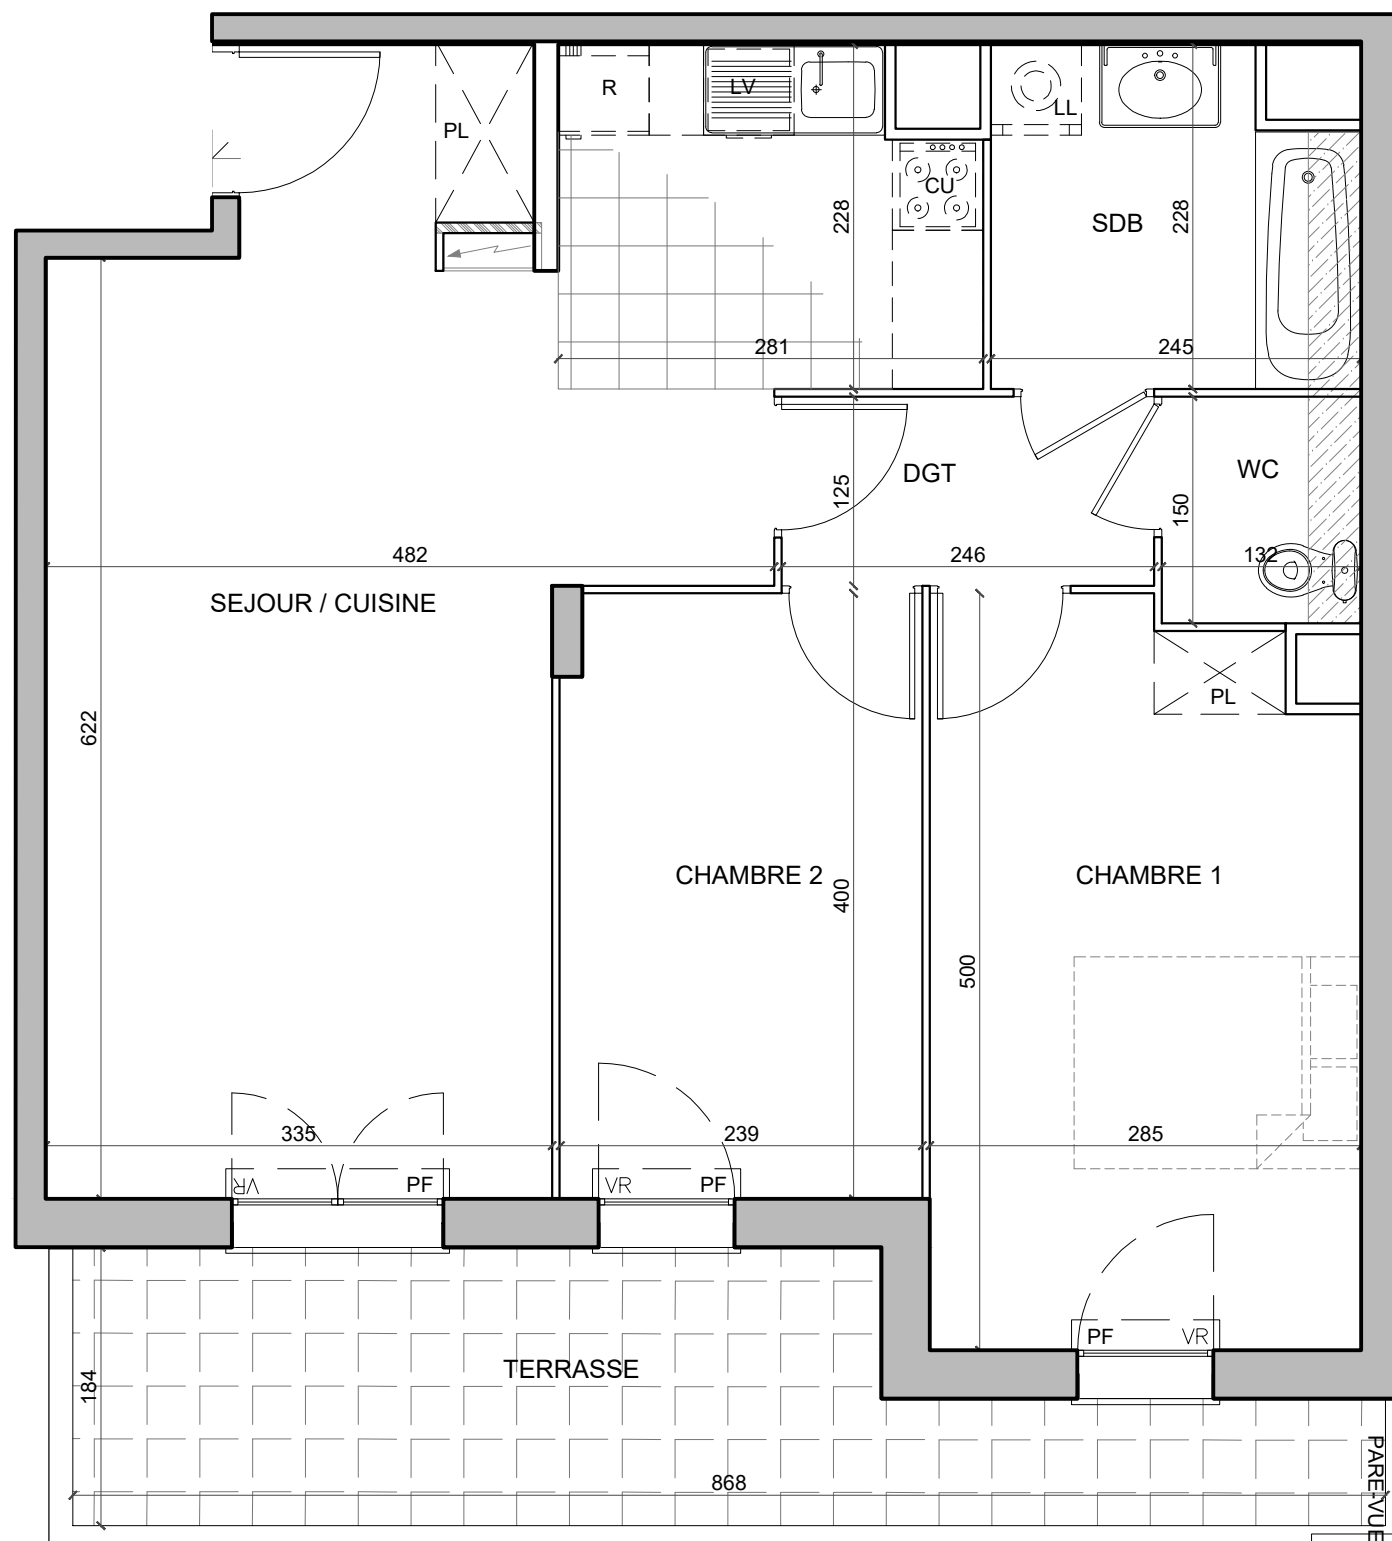 R
LV
LL
PL
CU
228
SDB
228
281
245
DGT
WC
125
150
482
246
132
SEJOUR / CUISINE
PL
622
CHAMBRE 2
CHAMBRE 1
400
500
335
239
285
VR
PF
VR
PF
PF
VR
TERRASSE
184
868
PARE-VUE